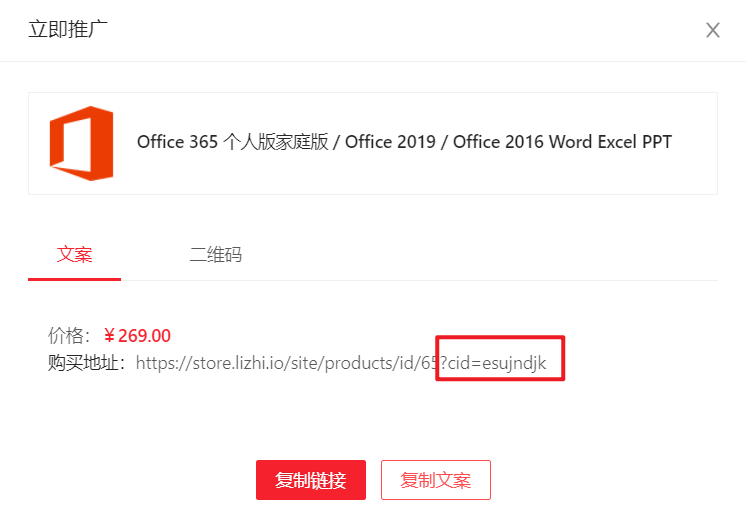 立即推广
Office 365 个人版家庭版 / Office 2019 / Office 2016 Word Excel PPT
文案 二维码
价格：￥269.00
购买地址：https://store.lizhi.io/site/products/id/65?cid=esujndjk
复制链接 复制文案